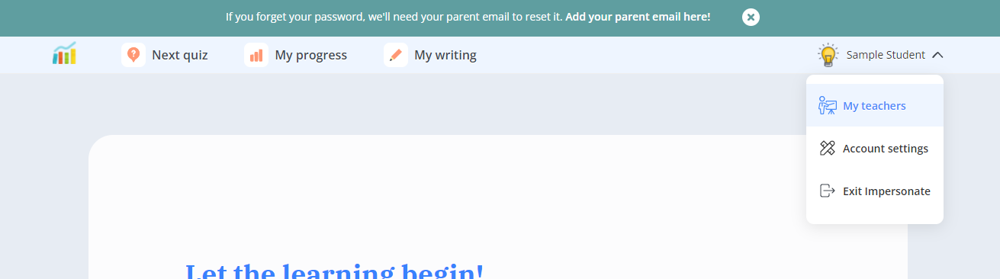 If you forget your password, we'll need your parent email to reset it. Add your parent email here!
Next quiz
My progress
My writing
Sample Student
My teachers
Account settings
Exit Impersonate
Let the learning begin!